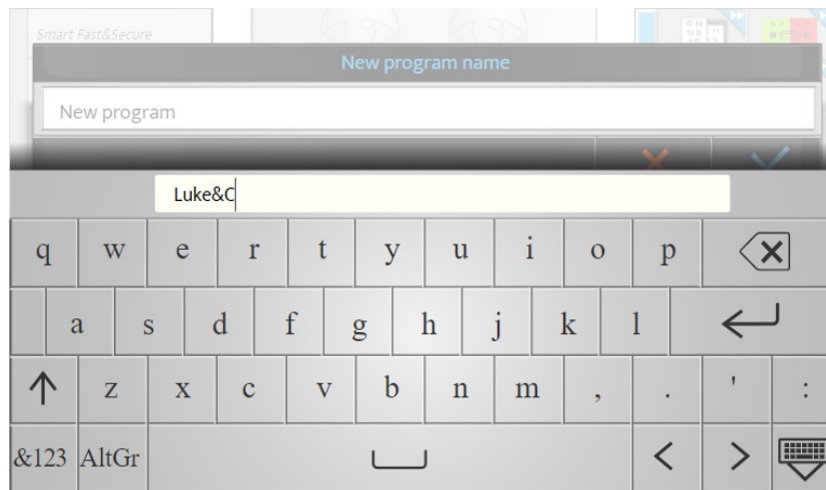 Smart Fast&Secure
New program name
New program
Luke&C
q w e r t y u i o p
a s d f g h j k l
z x c v b n m , . ' :
&123 AltGr < >